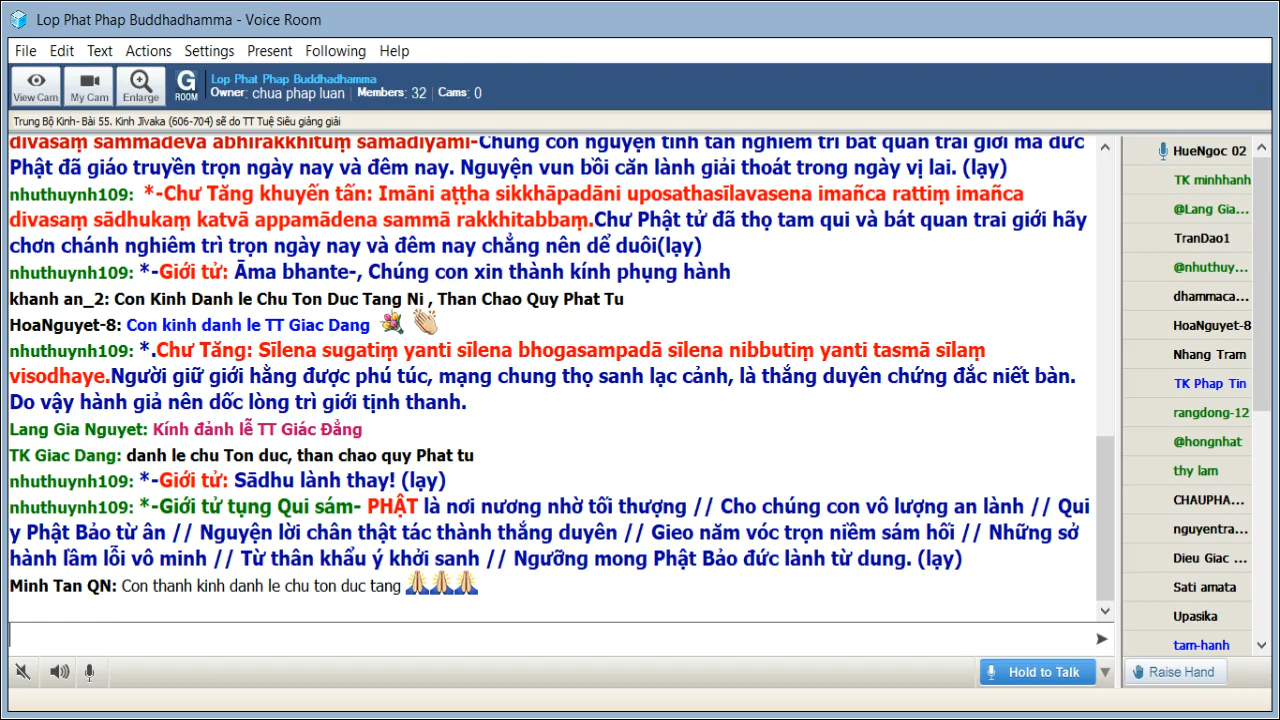 Lop Phat Phap Buddhadhamma - Voice Room
File Edit Text Actions Settings Present Following Help
View Cam My Cam Enlarge G ROOM
Lop Phat Phap Buddhadhamma
Owner: chua phap luan | Members: 32 | Cams: 0
Trung Bộ Kinh- Bài 55. Kinh Jīvaka (606-704) sẽ do TT Tuệ Siêu giảng giải
divasaṃ sammadeva abhirakkhituṃ samādiyāmi-Chúng con nguyện tinh tấn nghiêm trì bát quan trai giới mà đức
Phật đã giáo truyền trọn ngày nay và đêm nay. Nguyện vun bồi căn lành giải thoát trong ngày vị lai. (lạy)
nhuthuynh109: *-Chư Tăng khuyến tấn: Imāni aṭṭha sikkhāpadāni uposathasīlavasena imañca rattiṃ imañca
divasaṃ sādhukaṃ katvā appamādena sammā rakkhitabbaṃ.Chư Phật tử đã thọ tam qui và bát quan trai giới hãy
chơn chánh nghiêm trì trọn ngày nay và đêm nay chẳng nên dể duôi(lạy)
nhuthuynh109: *-Giới tử: Āma bhante-, Chúng con xin thành kính phụng hành
khanh an_2: Con Kinh Danh le Chu Ton Duc Tang Ni , Than Chao Quy Phat Tu
HoaNguyet-8: Con kinh danh le TT Giac Dang
nhuthuynh109: *.Chư Tăng: Sīlena sugatiṃ yanti sīlena bhogasampadā sīlena nibbutiṃ yanti tasmā sīlaṃ
visodhaye.Người giữ giới hằng được phú túc, mạng chung thọ sanh lạc cảnh, là thắng duyên chứng đắc niết bàn.
Do vậy hành giả nên dốc lòng trì giới tịnh thanh.
Lang Gia Nguyet: Kính đảnh lễ TT Giác Đẳng
TK Giac Dang: danh le chu Ton duc, than chao quy Phat tu
nhuthuynh109: *-Giới tử: Sādhu lành thay! (lạy)
nhuthuynh109: *-Giới tử tụng Qui sám- PHẬT là nơi nương nhờ tối thượng // Cho chúng con vô lượng an lành // Qui
y Phật Bảo từ ân // Nguyện lời chân thật tác thành thắng duyên // Gieo năm vóc trọn niềm sám hối // Những sở
hành lầm lỗi vô minh // Từ thân khẩu ý khởi sanh // Ngưỡng mong Phật Bảo đức lành từ dung. (lạy)
Minh Tan QN: Con thanh kinh danh le chu ton duc tang
HueNgoc 02
TK minhhanh
@Lang Gia...
TranDao1
@nhuthuy...
dhammaca...
HoaNguyet-8
Nhang Tram
TK Phap Tin
rangdong-12
@hongnhat
thy lam
CHAUPHA...
nguyentra...
Dieu Giac ...
Sati amata
Upasika
tam-hanh
Hold to Talk
Raise Hand